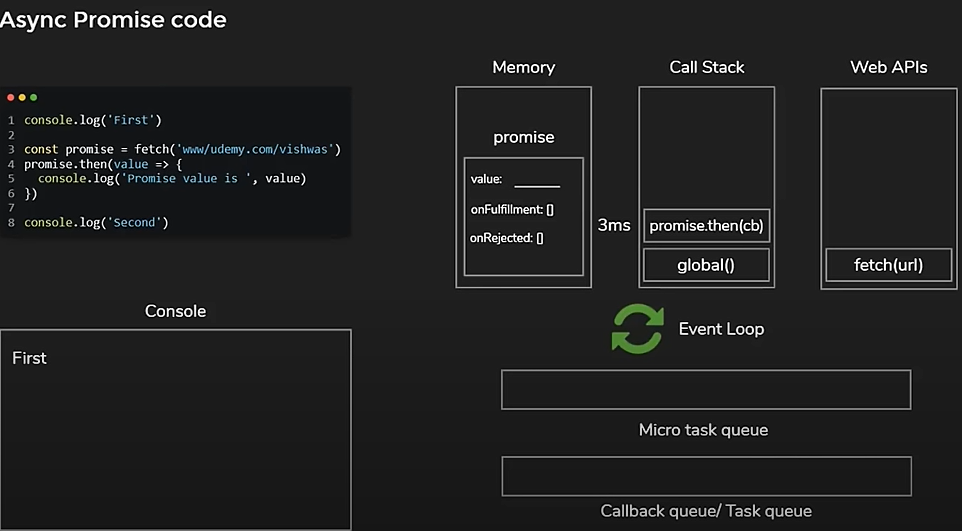 Async Promise code
Memory
Call Stack
Web APIs
1 console.log('First')
2
3 const promise = fetch('www/udemy.com/vishwas')
4 promise.then(value => {
5 console.log('Promise value is ', value)
6 })
7
8 console.log('Second')
promise
value: ______
onFulfillment: []
onRejected: []
3ms
promise.then(cb)
global()
fetch(url)
Console
First
Event Loop
Micro task queue
Callback queue/ Task queue